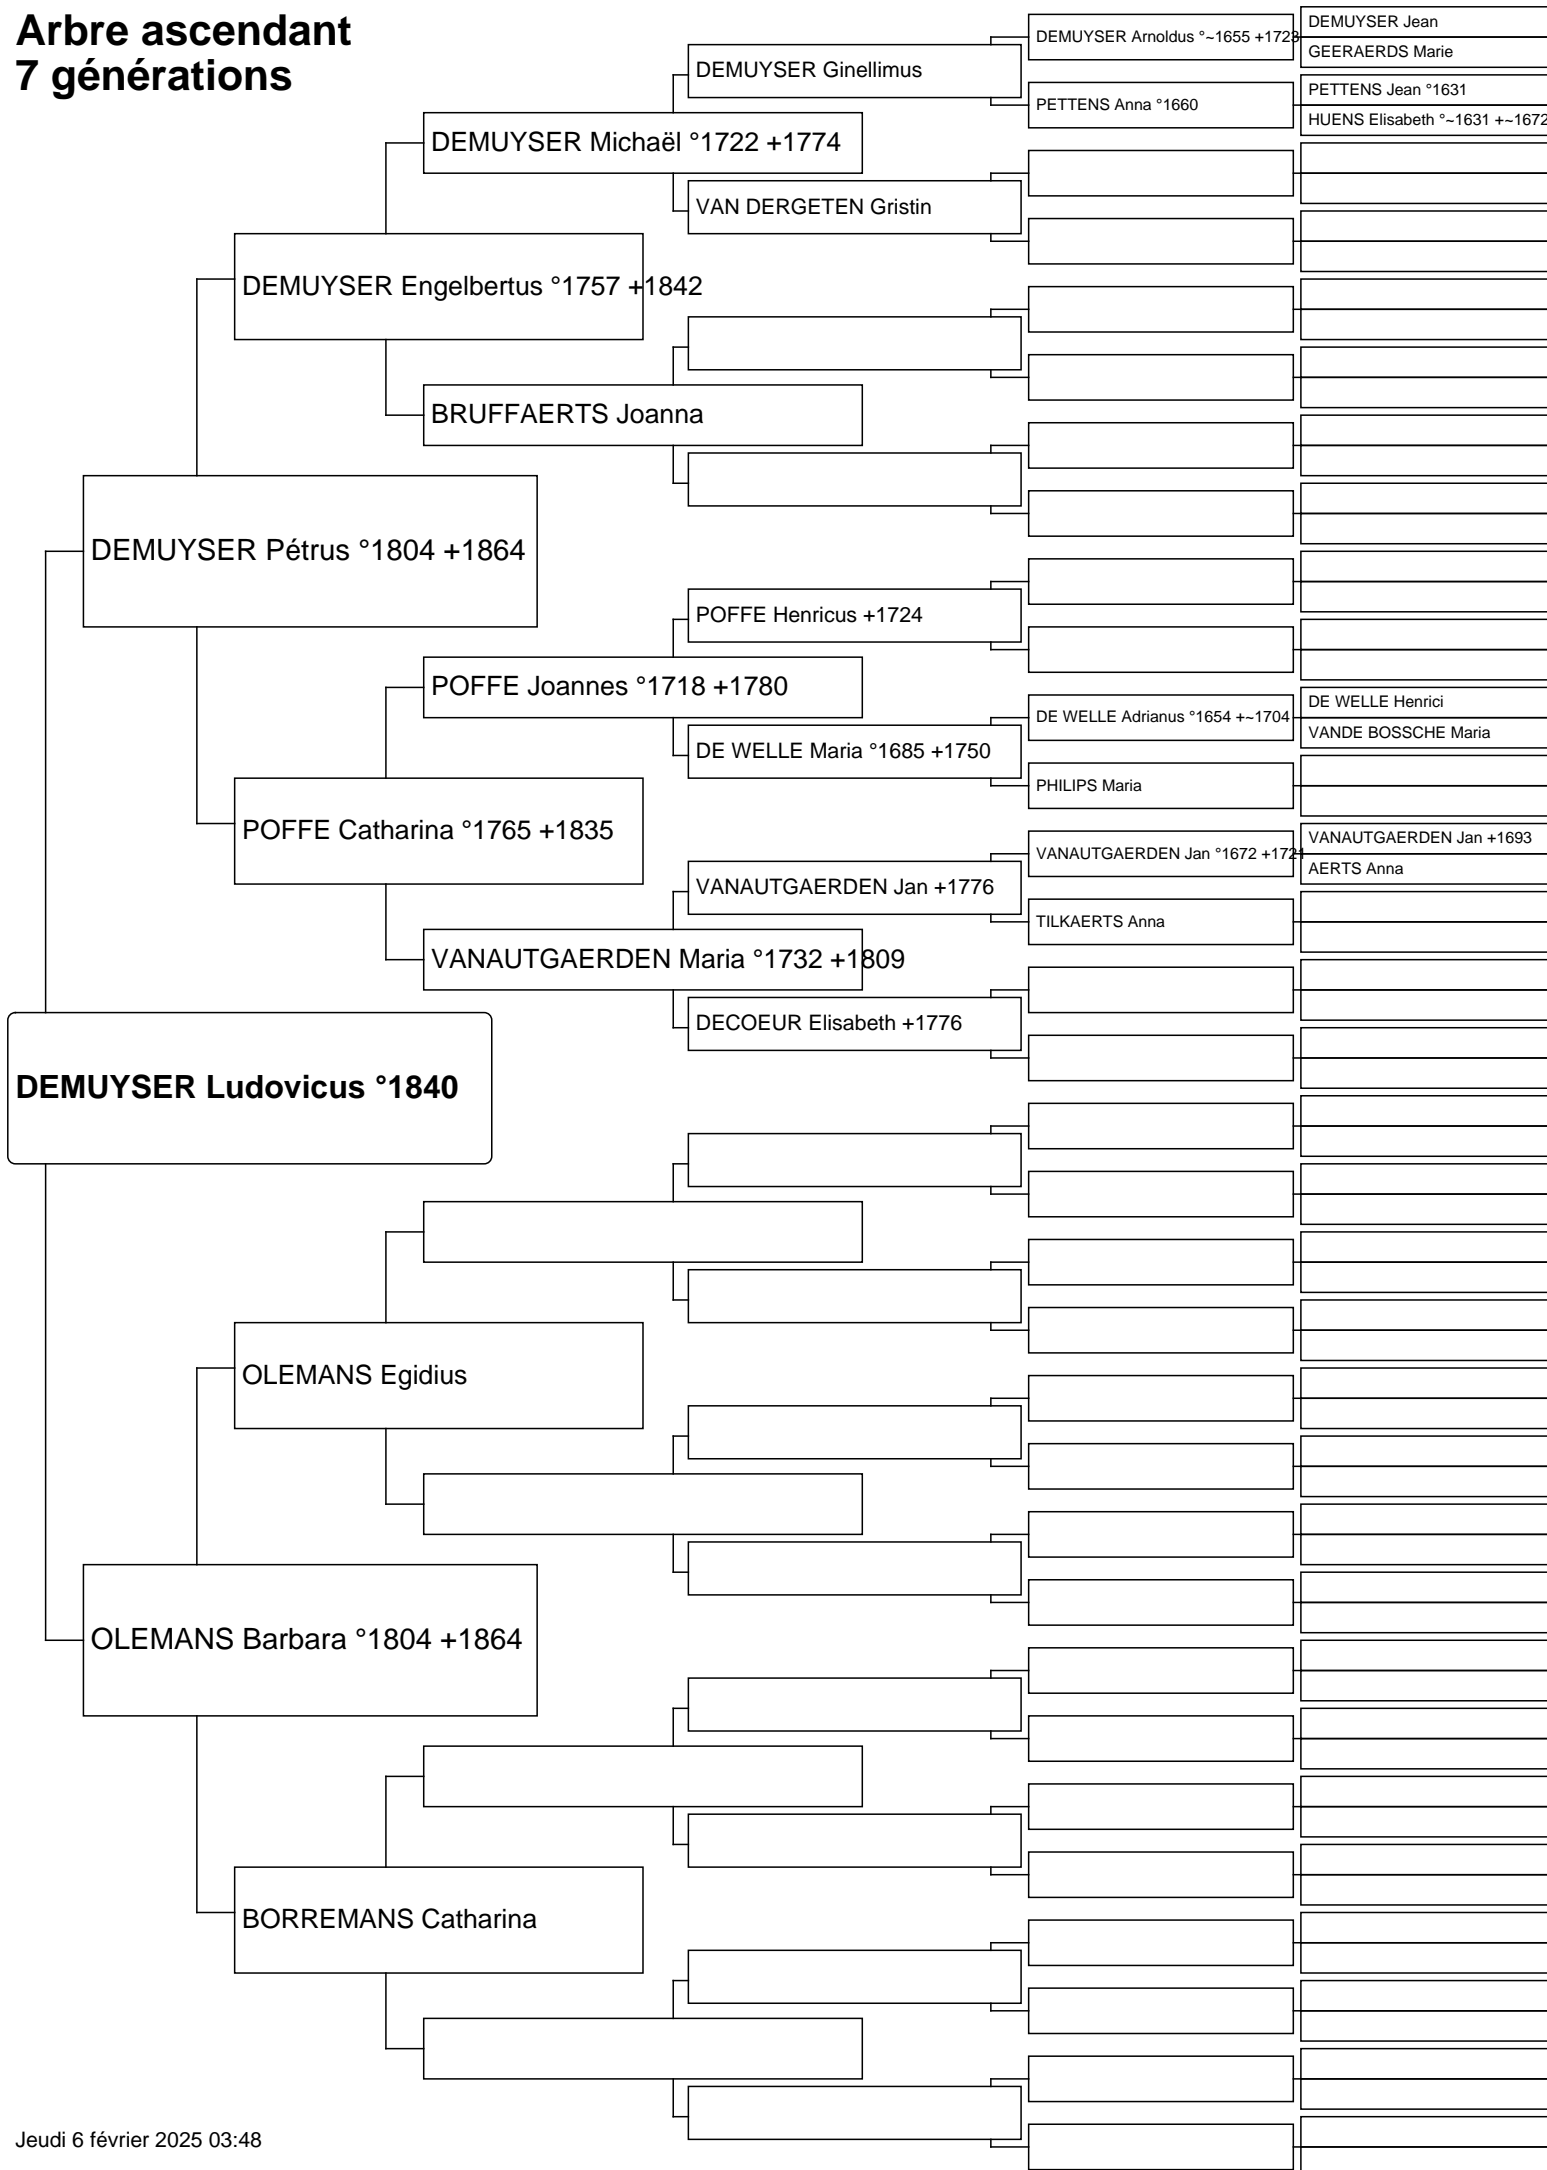 Arbre ascendant
7 générations
DEMUYSER Jean
DEMUYSER Arnoldus °~1655 +1723
GEERAERDS Marie
DEMUYSER Ginellimus
PETTENS Jean °1631
PETTENS Anna °1660
HUENS Elisabeth °~1631 +~1672
DEMUYSER Michaël °1722 +1774
VAN DERGETEN Gristin
DEMUYSER Engelbertus °1757 +1842
BRUFFAERTS Joanna
DEMUYSER Pétrus °1804 +1864
POFFE Henricus +1724
POFFE Joannes °1718 +1780
DE WELLE Henrici
DE WELLE Adrianus °1654 +~1704
VANDE BOSSCHE Maria
DE WELLE Maria °1685 +1750
PHILIPS Maria
POFFE Catharina °1765 +1835
VANAUTGAERDEN Jan +1693
VANAUTGAERDEN Jan °1672 +1721
AERTS Anna
VANAUTGAERDEN Jan +1776
TILKAERTS Anna
VANAUTGAERDEN Maria °1732 +1809
DECOEUR Elisabeth +1776
DEMUYSER Ludovicus °1840
OLEMANS Egidius
OLEMANS Barbara °1804 +1864
BORREMANS Catharina
Jeudi 6 février 2025 03:48